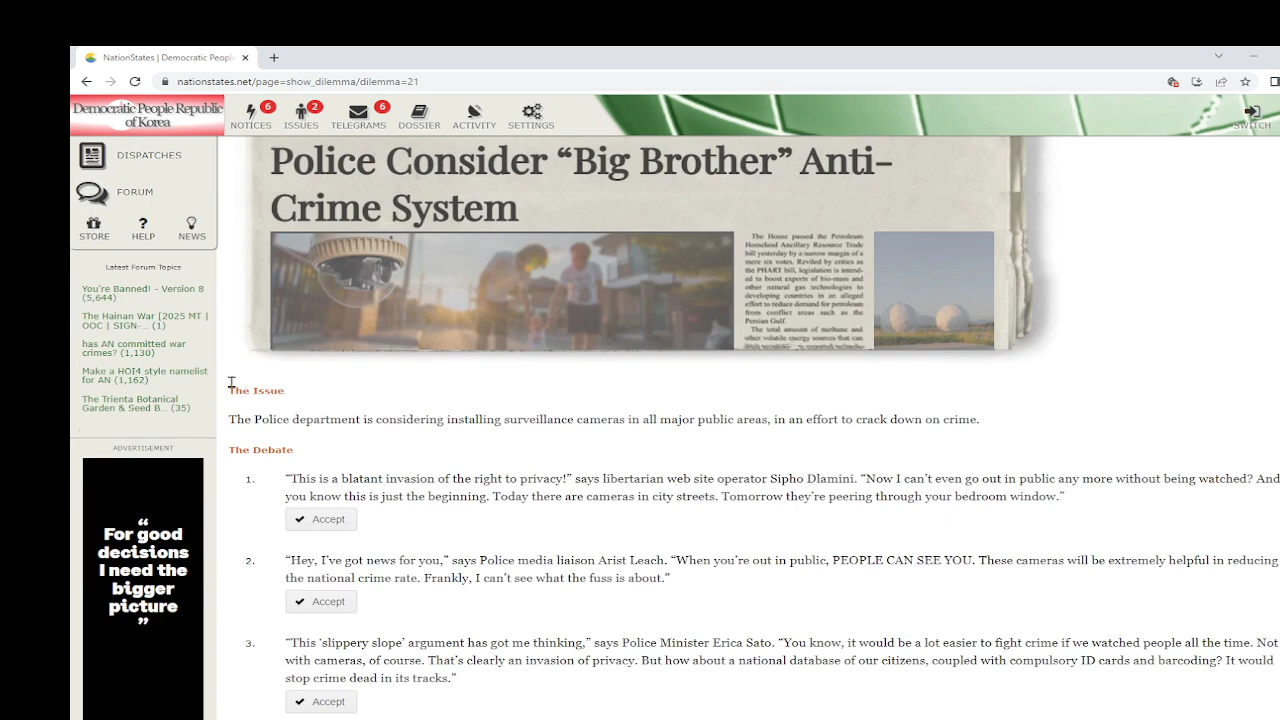 NationStates | Democratic Peopl
nationstates.net/page=show_dilemma/dilemma=21
Democratic People Republic
of Korea
6
2
6
NOTICES
ISSUES
TELEGRAMS
DOSSIER
ACTIVITY
SETTINGS
SWITCH
DISPATCHES
FORUM
STORE
HELP
NEWS
Latest Forum Topics
You're Banned! - Version 8
(5,644)
The Hainan War [2025 MT |
OOC | SIGN-... (1)
has AN committed war
crimes? (1,130)
Make a HOI4 style namelist
for AN (1,162)
The Trienta Botanical
Garden & Seed B... (35)
ADVERTISEMENT
“
For good
decisions
I need the
bigger
picture
”
Police Consider “Big Brother” Anti-
Crime System
The House passed the Petroleum
Homeland Ancillary Resource Trade
bill yesterday by a narrow margin of a
mere six votes. Reviled by critics as
the PHART bill, legislation is intend-
ed to boost exports of bio-mass and
other natural gas technologies to
developing countries in an alleged
effort to reduce demand for petroleum
from conflict areas such as the
Persian Gulf.
The total amount of methane and
other volatile energy sources that can
The Issue
The Police department is considering installing surveillance cameras in all major public areas, in an effort to crack down on crime.
The Debate
1. “This is a blatant invasion of the right to privacy!” says libertarian web site operator Sipho Dlamini. “Now I can’t even go out in public any more without being watched? And
you know this is just the beginning. Today there are cameras in city streets. Tomorrow they’re peering through your bedroom window.”
Accept
2. “Hey, I’ve got news for you,” says Police media liaison Arist Leach. “When you’re out in public, PEOPLE CAN SEE YOU. These cameras will be extremely helpful in reducing
the national crime rate. Frankly, I can’t see what the fuss is about.”
Accept
3. “This ‘slippery slope’ argument has got me thinking,” says Police Minister Erica Sato. “You know, it would be a lot easier to fight crime if we watched people all the time. Not
with cameras, of course. That’s clearly an invasion of privacy. But how about a national database of our citizens, coupled with compulsory ID cards and barcoding? It would
stop crime dead in its tracks.”
Accept